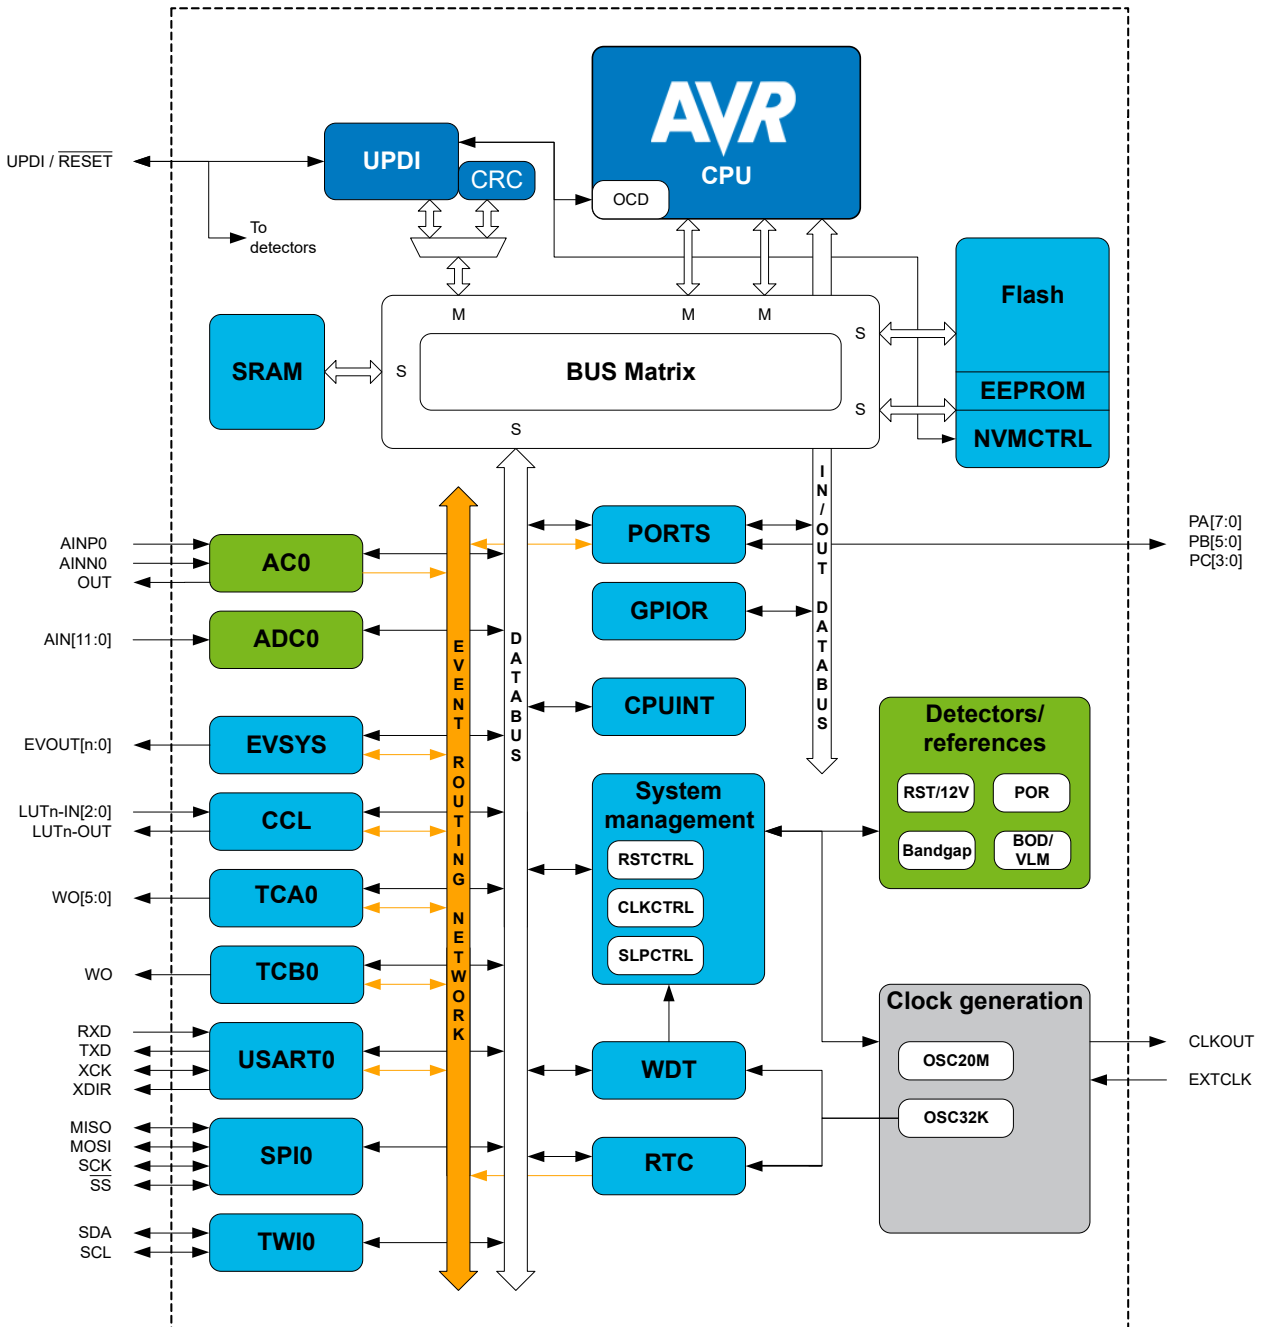 AVR
CPU
OCD
UPDI / RESET
UPDI
CRC
To
detectors
M
M
M
S
S
S
S
BUS Matrix
SRAM
Flash
EEPROM
NVMCTRL
IN/OUT DATABUS
DATABUS
EVENT ROUTING NETWORK
AINP0
AINN0
OUT
AC0
AIN[11:0]
ADC0
EVOUT[n:0]
EVSYS
LUTn-IN[2:0]
LUTn-OUT
CCL
WO[5:0]
TCA0
WO
TCB0
RXD
TXD
XCK
XDIR
USART0
MISO
MOSI
SCK
SS
SPI0
SDA
SCL
TWI0
PORTS
GPIOR
CPUINT
System
management
RSTCTRL
CLKCTRL
SLPCTRL
WDT
RTC
PA[7:0]
PB[5:0]
PC[3:0]
Detectors/
references
RST/12V
POR
Bandgap
BOD/
VLM
Clock generation
OSC20M
OSC32K
CLKOUT
EXTCLK